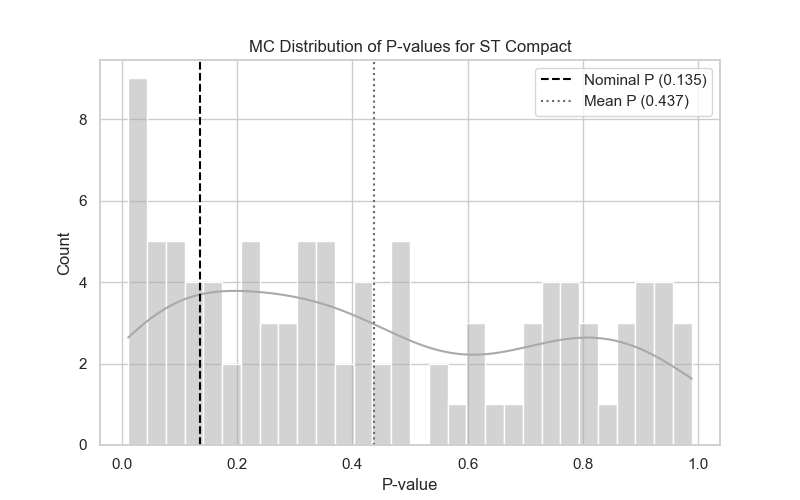 MC Distribution of P-values for ST Compact
Nominal P (0.135)
Mean P (0.437)
Count
8
6
4
2
0
0.0 0.2 0.4 0.6 0.8 1.0
P-value